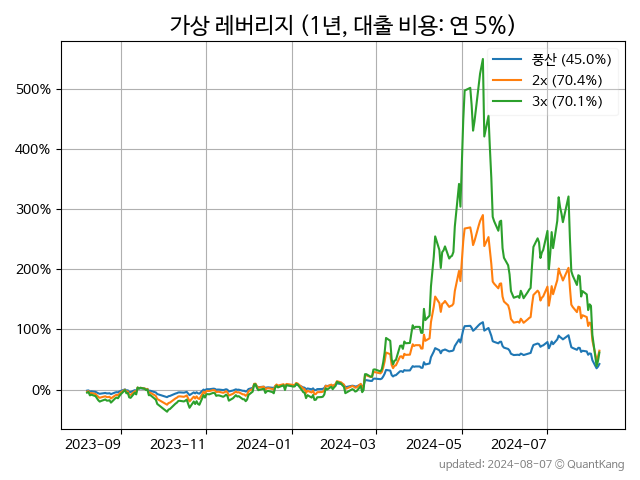 가상 레버리지 (1년, 대출 비용: 연 5%)
풍산 (45.0%)
2x (70.4%)
3x (70.1%)
500%
400%
300%
200%
100%
0%
2023-09
2023-11
2024-01
2024-03
2024-05
2024-07
updated: 2024-08-07 © QuantKang